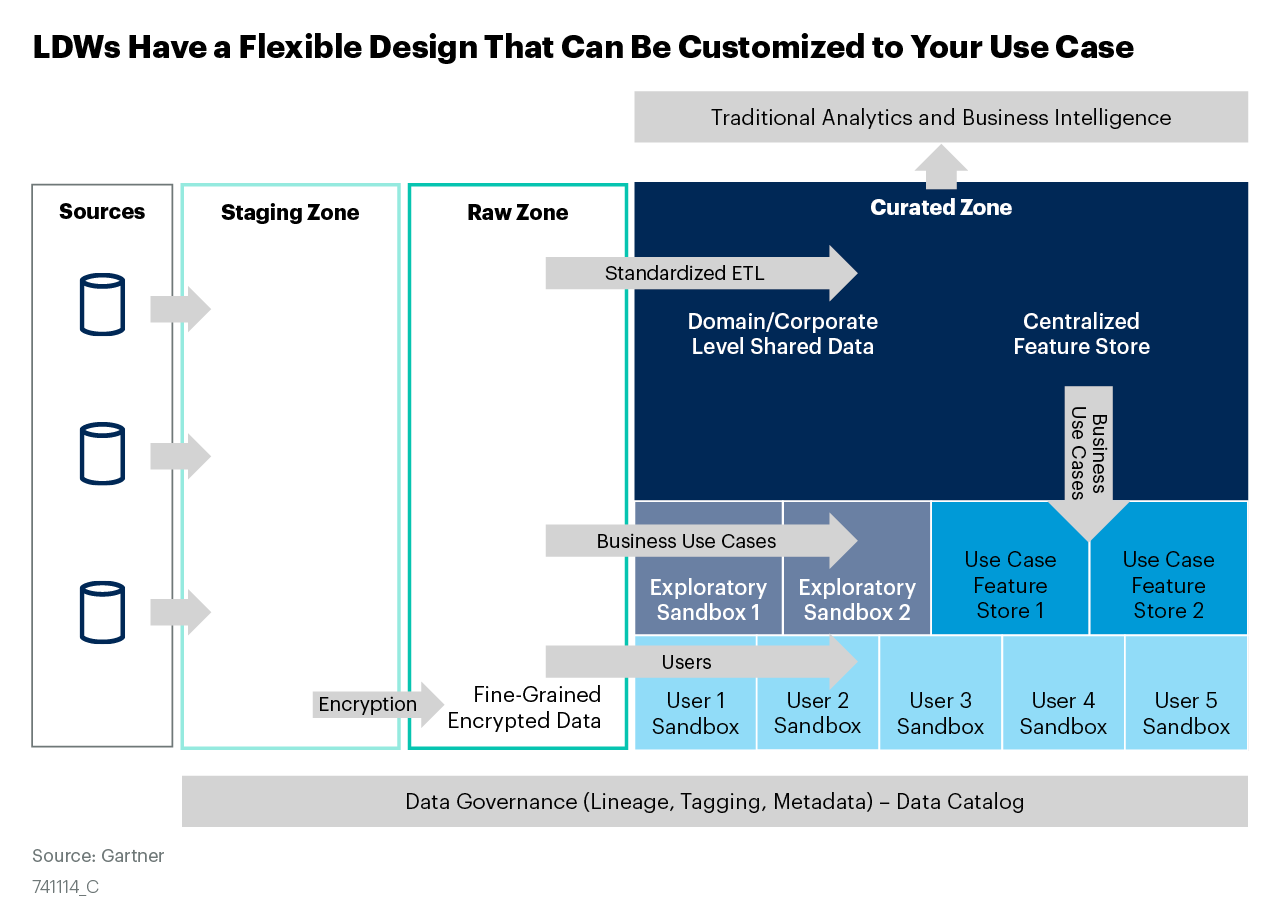 LDWs Have a Flexible Design That Can Be Customized to Your Use Case
Traditional Analytics and Business Intelligence
Sources
Staging Zone
Raw Zone
Curated Zone
Standardized ETL
Domain/Corporate
Level Shared Data
Centralized
Feature Store
Business
Use Cases
Business Use Cases
Exploratory
Sandbox 1
Exploratory
Sandbox 2
Use Case
Feature
Store 1
Use Case
Feature
Store 2
Users
Encryption
Fine-Grained
Encrypted Data
User 1
Sandbox
User 2
Sandbox
User 3
Sandbox
User 4
Sandbox
User 5
Sandbox
Data Governance (Lineage, Tagging, Metadata) – Data Catalog
Source: Gartner
741114_C